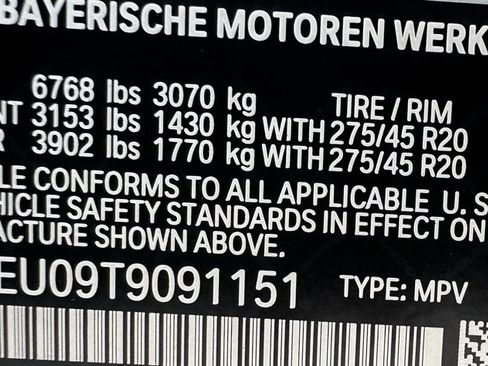 BAYERISCHE MOTOREN WERK
6768 lbs 3070 kg TIRE / RIM
NT 3153 lbs 1430 kg WITH 275/45 R20
R 3902 lbs 1770 kg WITH 275/45 R20
LE CONFORMS TO ALL APPLICABLE U. S
HICLE SAFETY STANDARDS IN EFFECT ON
FACTURE SHOWN ABOVE.
EU09T9091151 TYPE: MPV